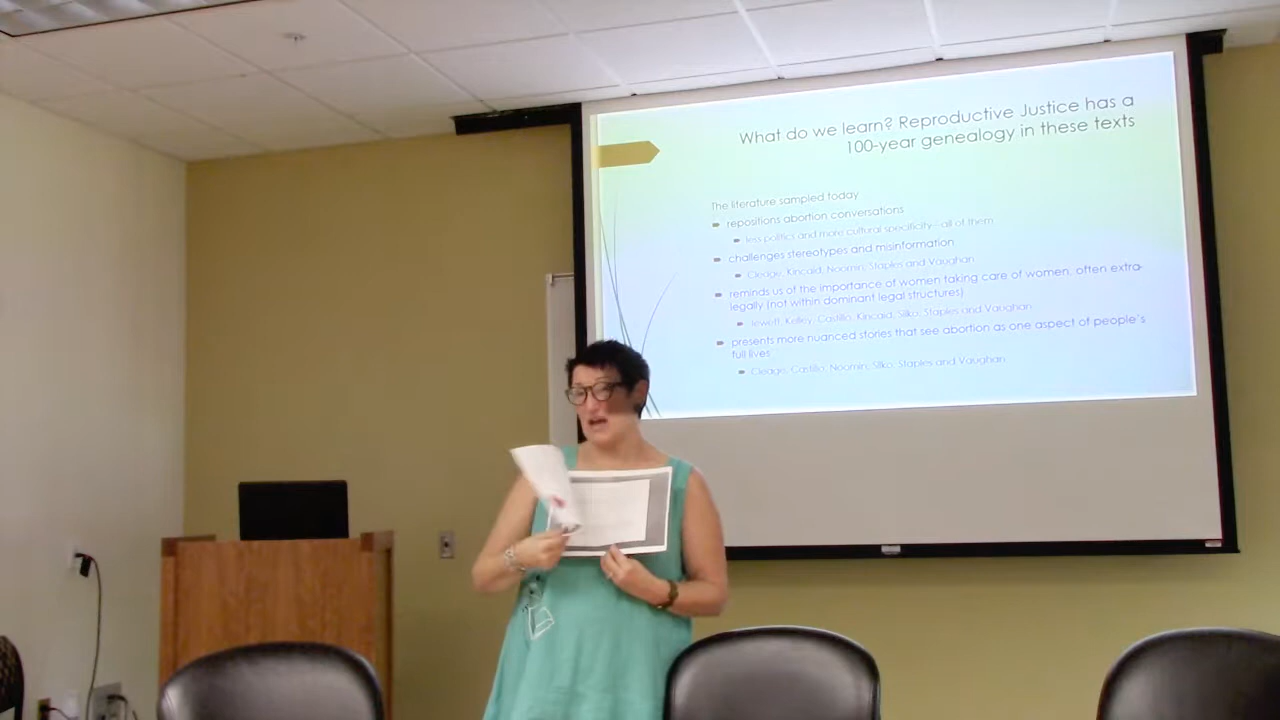 What do we learn? Reproductive Justice has a
100-year genealogy in these texts
The literature sampled today
repositions abortion conversations
less politics and more cultural specificity--all of them
challenges stereotypes and misinformation
Cleage, Kincaid, Noomin, Staples and Vaughan
reminds us of the importance of women taking care of women, often extra-
legally (not within dominant legal structures)
Jewett, Kelley, Castillo, Kincaid, Silko, Staples and Vaughan
presents more nuanced stories that see abortion as one aspect of people's
full lives
Cleage, Castillo, Noomin, Silko, Staples and Vaughan